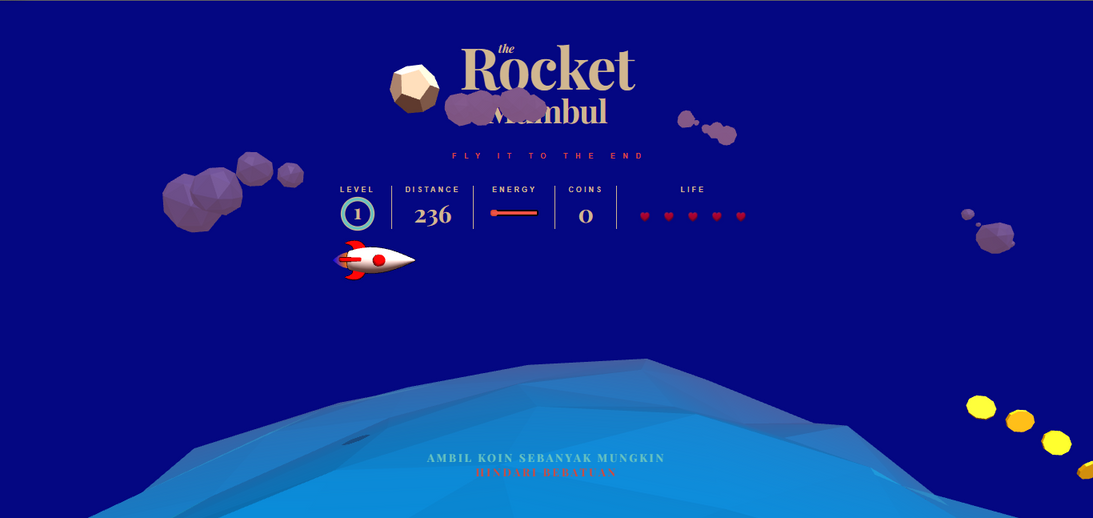 the
Rocket
FLY IT TO THE END
LEVEL DISTANCE ENERGY COINS LIFE
1 236 0
AMBIL KOIN SEBANYAK MUNGKIN
HINDARI BEBATUAN